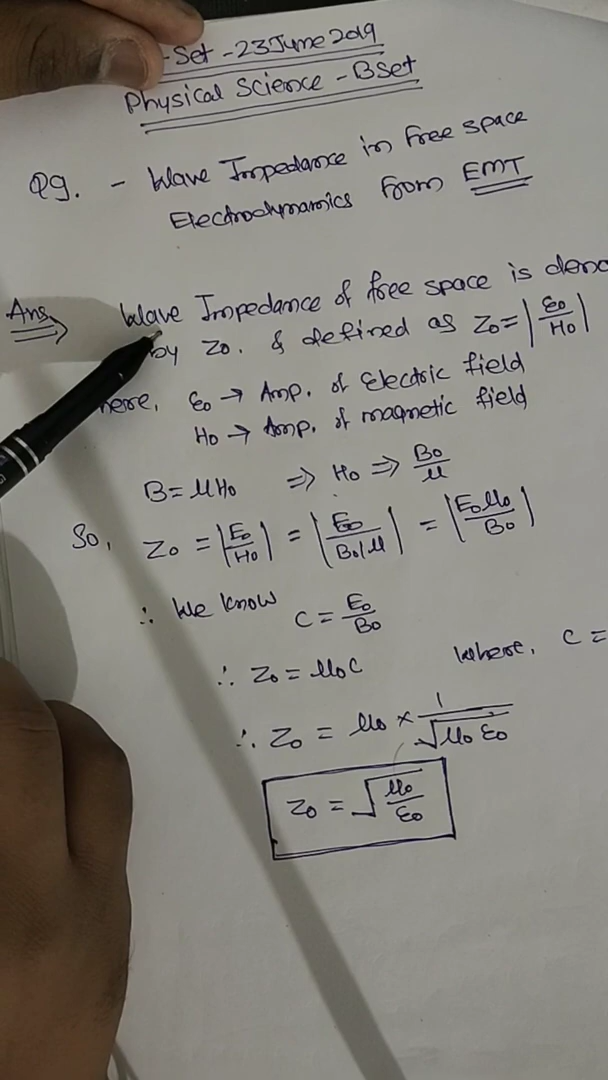 -Set - 23 June 2019
Physical Science - BSet
Q9. - Wave Impedance in free space
Electrodynamics from EMT
Ans Wave Impedance of free space is deno
by Z0. & defined as Z0 = |ε0/H0|
here, ε0 → Amp. of Electric field
H0 → Amp. of magnetic field
B = μH0 ⇒ H0 ⇒ B0/μ
So, Z0 = |E0/H0| = |E0/B0/μ| = |E0μ0/B0|
∴ We know C = E0/B0
∴ Z0 = μ0C Where, C =
∴ Z0 = μ0 × 1/√μ0ε0
Z0 = √μ0/ε0